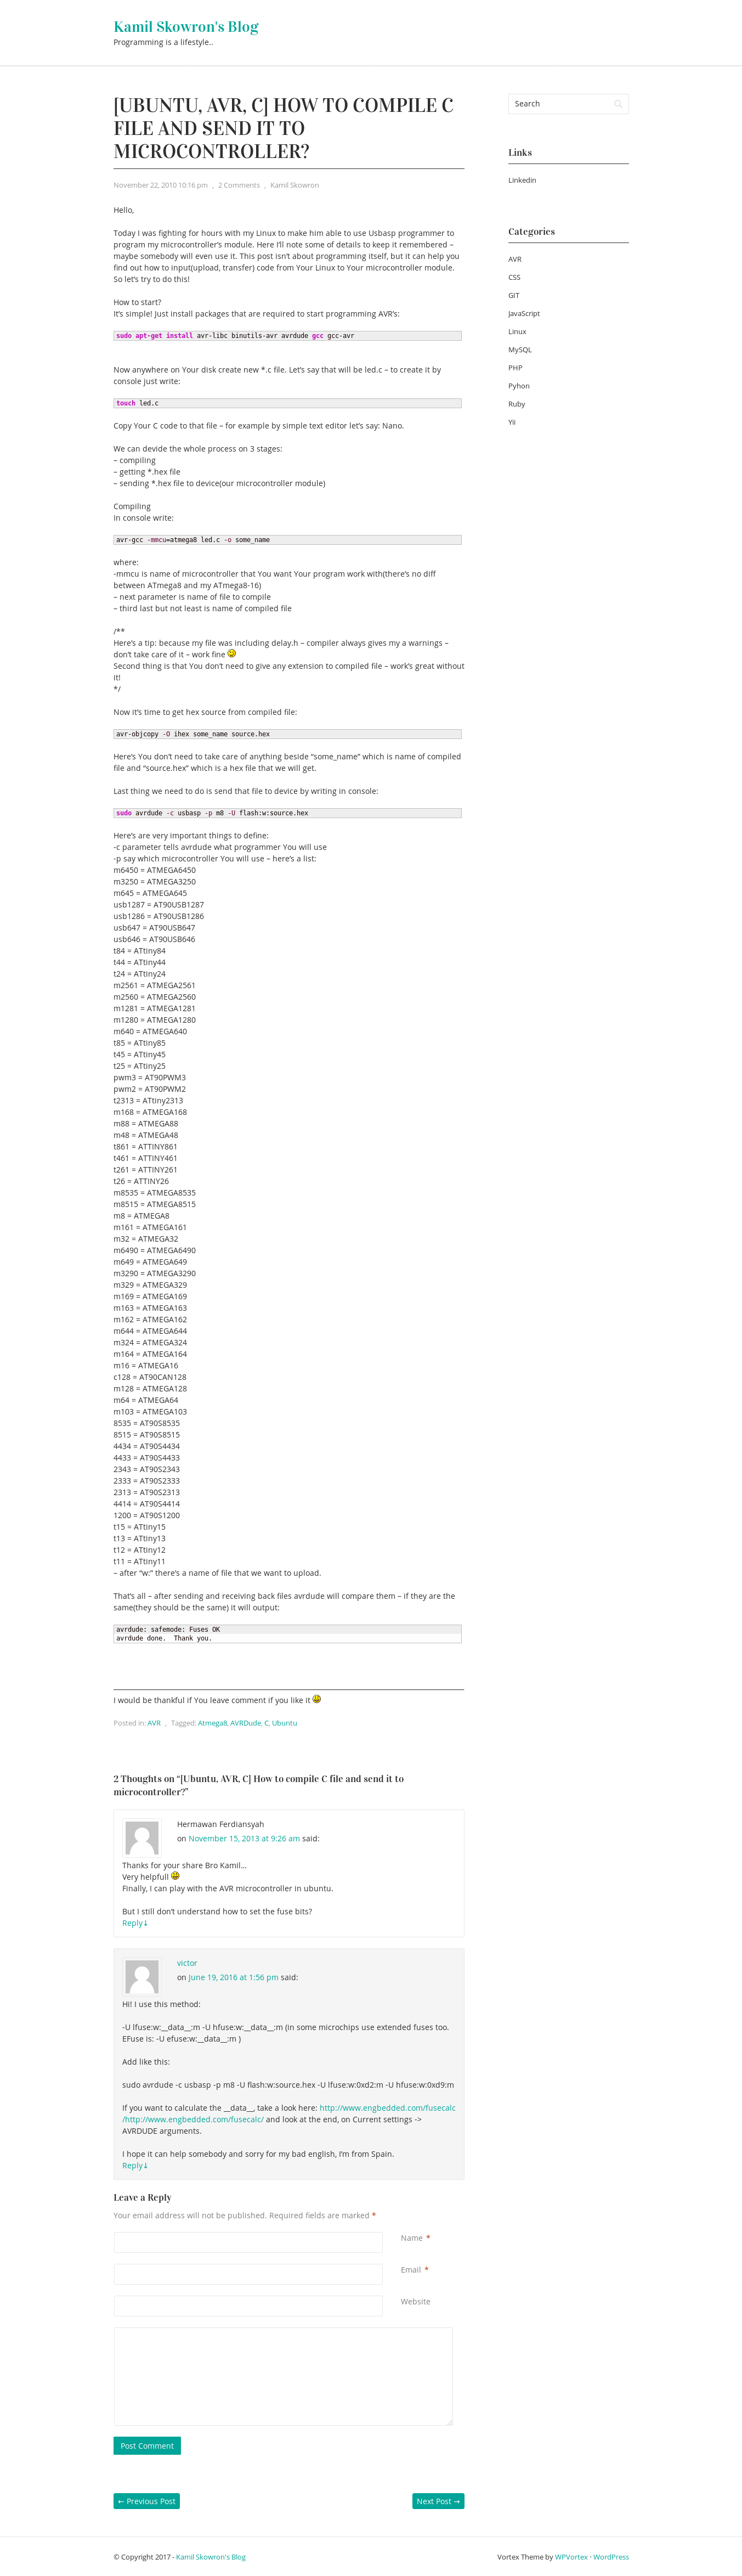 Kamil Skowron's Blog
Programming is a lifestyle..
[UBUNTU, AVR, C] HOW TO COMPILE C
FILE AND SEND IT TO
MICROCONTROLLER?
November 22, 2010 10:16 pm , 2 Comments , Kamil Skowron
Hello,
Today I was fighting for hours with my Linux to make him able to use Usbasp programmer to
program my microcontroller's module. Here I'll note some of details to keep it remembered –
maybe somebody will even use it. This post isn't about programming itself, but it can help you
find out how to input(upload, transfer) code from Your Linux to Your microcontroller module.
So let's try to do this!
How to start?
It's simple! Just install packages that are required to start programming AVR's:
sudo apt-get install avr-libc binutils-avr avrdude gcc gcc-avr
Now anywhere on Your disk create new *.c file. Let's say that will be led.c – to create it by
console just write:
touch led.c
Copy Your C code to that file – for example by simple text editor let's say: Nano.
We can devide the whole process on 3 stages:
– compiling
– getting *.hex file
– sending *.hex file to device(our microcontroller module)
Compiling
In console write:
avr-gcc -mmcu=atmega8 led.c -o some_name
where:
-mmcu is name of microcontroller that You want Your program work with(there's no diff
between ATmega8 and my ATmega8-16)
– next parameter is name of file to compile
– third last but not least is name of compiled file
/**
Here's a tip: because my file was including delay.h – compiler always gives my a warnings –
don't take care of it – work fine
Second thing is that You don't need to give any extension to compiled file – work's great without
it!
*/
Now it's time to get hex source from compiled file:
avr-objcopy -O ihex some_name source.hex
Here's You don't need to take care of anything beside “some_name” which is name of compiled
file and “source.hex” which is a hex file that we will get.
Last thing we need to do is send that file to device by writing in console:
sudo avrdude -c usbasp -p m8 -U flash:w:source.hex
Here's are very important things to define:
-c parameter tells avrdude what programmer You will use
-p say which microcontroller You will use – here's a list:
m6450 = ATMEGA6450
m3250 = ATMEGA3250
m645 = ATMEGA645
usb1287 = AT90USB1287
usb1286 = AT90USB1286
usb647 = AT90USB647
usb646 = AT90USB646
t84 = ATtiny84
t44 = ATtiny44
t24 = ATtiny24
m2561 = ATMEGA2561
m2560 = ATMEGA2560
m1281 = ATMEGA1281
m1280 = ATMEGA1280
m640 = ATMEGA640
t85 = ATtiny85
t45 = ATtiny45
t25 = ATtiny25
pwm3 = AT90PWM3
pwm2 = AT90PWM2
t2313 = ATtiny2313
m168 = ATMEGA168
m88 = ATMEGA88
m48 = ATMEGA48
t861 = ATTINY861
t461 = ATTINY461
t261 = ATTINY261
t26 = ATTINY26
m8535 = ATMEGA8535
m8515 = ATMEGA8515
m8 = ATMEGA8
m161 = ATMEGA161
m32 = ATMEGA32
m6490 = ATMEGA6490
m649 = ATMEGA649
m3290 = ATMEGA3290
m329 = ATMEGA329
m169 = ATMEGA169
m163 = ATMEGA163
m162 = ATMEGA162
m644 = ATMEGA644
m324 = ATMEGA324
m164 = ATMEGA164
m16 = ATMEGA16
c128 = AT90CAN128
m128 = ATMEGA128
m64 = ATMEGA64
m103 = ATMEGA103
8535 = AT90S8535
8515 = AT90S8515
4434 = AT90S4434
4433 = AT90S4433
2343 = AT90S2343
2333 = AT90S2333
2313 = AT90S2313
4414 = AT90S4414
1200 = AT90S1200
t15 = ATtiny15
t13 = ATtiny13
t12 = ATtiny12
t11 = ATtiny11
– after “w:” there's a name of file that we want to upload.
That's all – after sending and receiving back files avrdude will compare them – if they are the
same(they should be the same) it will output:
avrdude: safemode: Fuses OK
avrdude done.  Thank you.
I would be thankful if You leave comment if you like it
Posted in: AVR , Tagged: Atmega8, AVRDude, C, Ubuntu
2 Thoughts on “[Ubuntu, AVR, C] How to compile C file and send it to
microcontroller?”
Hermawan Ferdiansyah
on November 15, 2013 at 9:26 am said:
Thanks for your share Bro Kamil…
Very helpfull
Finally, I can play with the AVR microcontroller in ubuntu.
But I still don't understand how to set the fuse bits?
Reply↓
victor
on June 19, 2016 at 1:56 pm said:
Hi! I use this method:
-U lfuse:w:__data__:m -U hfuse:w:__data__:m (in some microchips use extended fuses too.
EFuse is: -U efuse:w:__data__:m )
Add like this:
sudo avrdude -c usbasp -p m8 -U flash:w:source.hex -U lfuse:w:0xd2:m -U hfuse:w:0xd9:m
If you want to calculate the __data__, take a look here: http://www.engbedded.com/fusecalc
/http://www.engbedded.com/fusecalc/ and look at the end, on Current settings ->
AVRDUDE arguments.
I hope it can help somebody and sorry for my bad english, I'm from Spain.
Reply↓
Leave a Reply
Your email address will not be published. Required fields are marked *
Name *
Email *
Website
Post Comment
← Previous Post
Next Post →
Search
Links
Linkedin
Categories
AVR
CSS
GIT
JavaScript
Linux
MySQL
PHP
Pyhon
Ruby
Yii
© Copyright 2017 - Kamil Skowron's Blog
Vortex Theme by WPVortex · WordPress